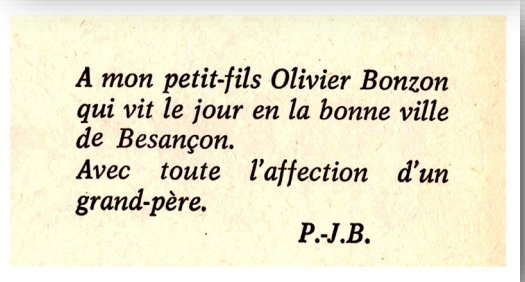 A mon petit-fils Olivier Bonzon
qui vit le jour en la bonne ville
de Besançon.
Avec toute l'affection d'un
grand-père.
P.-J.B.